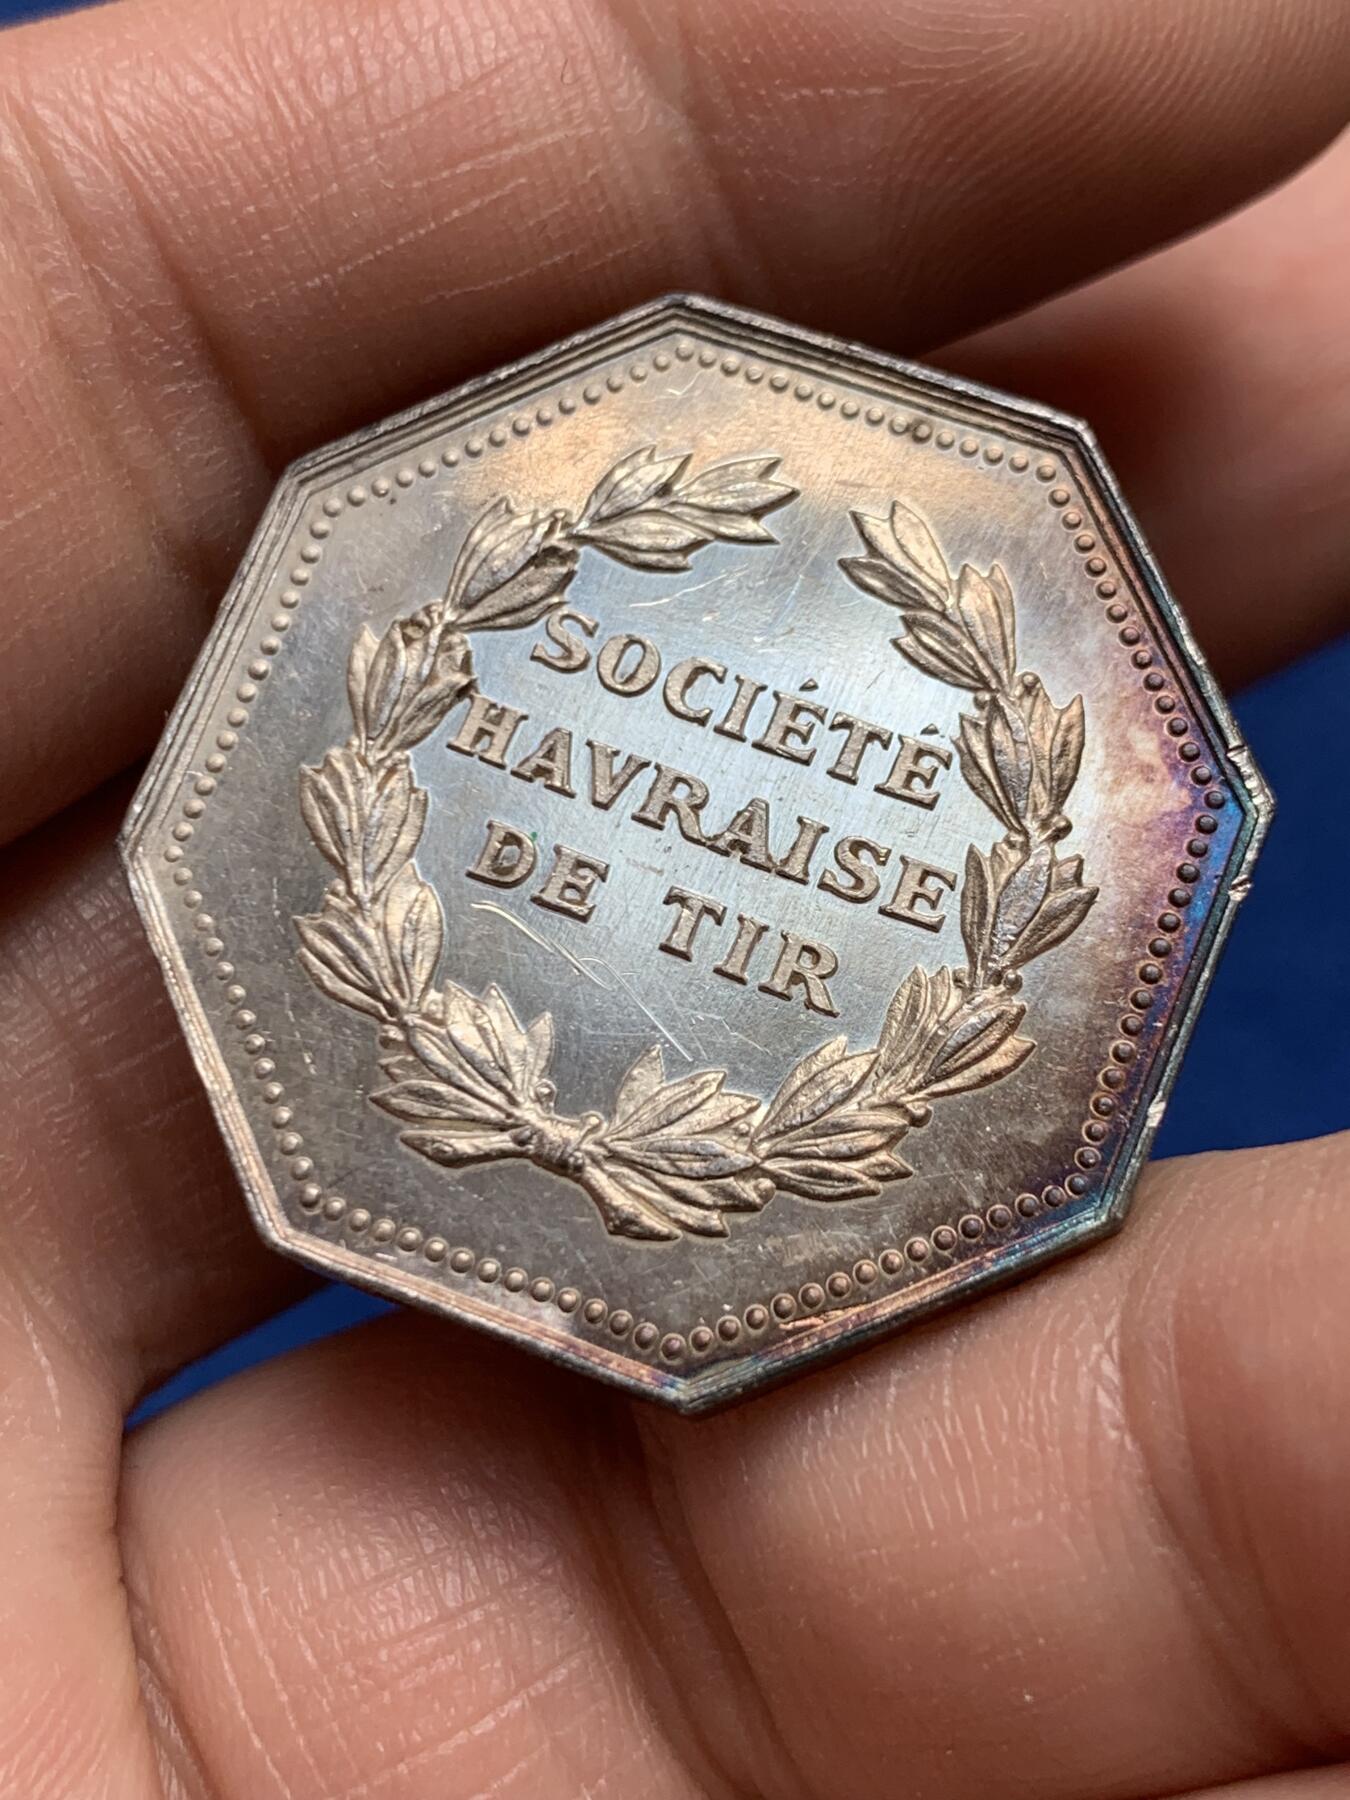 SOCIÉTÉ
HAVRAISE
DE TIR